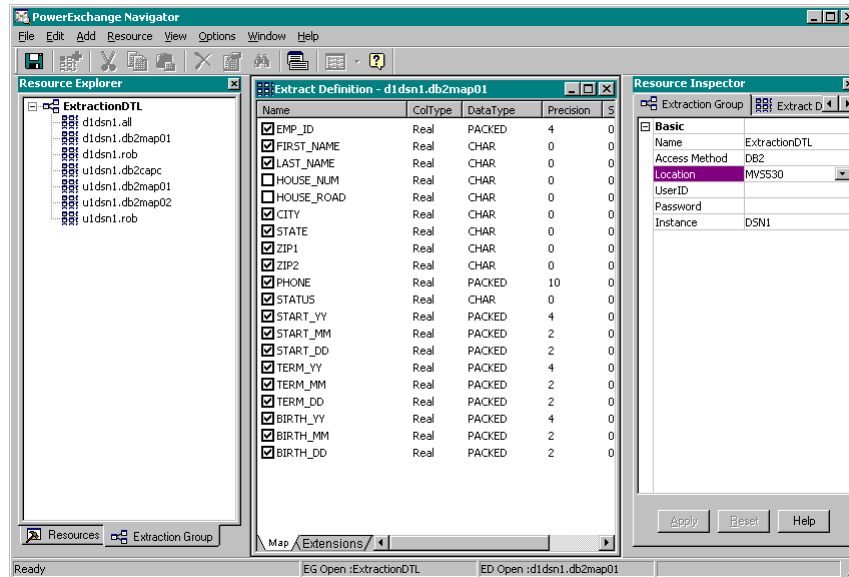 PowerExchange Navigator
File Edit Add Resource View Options Window Help
Resource Explorer
ExtractionDTL
d1dsn1.all
d1dsn1.db2map01
d1dsn1.rob
u1dsn1.db2capc
u1dsn1.db2map01
u1dsn1.db2map02
u1dsn1.rob
Resources Extraction Group
Extract Definition - d1dsn1.db2map01
Name ColType DataType Precision S
EMP_ID Real PACKED 4 0
FIRST_NAME Real CHAR 0 0
LAST_NAME Real CHAR 0 0
HOUSE_NUM Real CHAR 0 0
HOUSE_ROAD Real CHAR 0 0
CITY Real CHAR 0 0
STATE Real CHAR 0 0
ZIP1 Real CHAR 0 0
ZIP2 Real CHAR 0 0
PHONE Real PACKED 10 0
STATUS Real CHAR 0 0
START_YY Real PACKED 4 0
START_MM Real PACKED 2 0
START_DD Real PACKED 2 0
TERM_YY Real PACKED 4 0
TERM_MM Real PACKED 2 0
TERM_DD Real PACKED 2 0
BIRTH_YY Real PACKED 4 0
BIRTH_MM Real PACKED 2 0
BIRTH_DD Real PACKED 2 0
Map Extensions
Resource Inspector
Extraction Group Extract D
Basic
Name ExtractionDTL
Access Method DB2
Location MVS530
UserID
Password
Instance DSN1
Apply Reset Help
Ready EG Open :ExtractionDTL ED Open :d1dsn1.db2map01